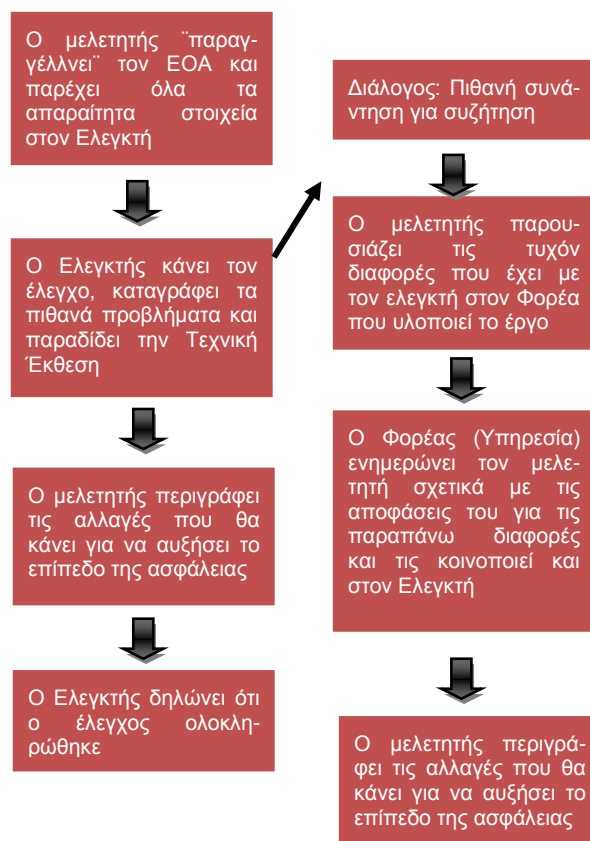 Ο μελετητής ¨παραγ-
γέλλνει¨ τον ΕΟΑ και
παρέχει όλα τα
απαραίτητα στοιχεία
στον Ελεγκτή
Ο Ελεγκτής κάνει τον
έλεγχο, καταγράφει τα
πιθανά προβλήματα και
παραδίδει την Τεχνική
Έκθεση
Ο μελετητής περιγράφει
τις αλλαγές που θα
κάνει για να αυξήσει το
επίπεδο της ασφάλειας
Ο Ελεγκτής δηλώνει ότι
ο έλεγχος ολοκλη-
ρώθηκε
Διάλογος: Πιθανή συνά-
ντηση για συζήτηση
Ο μελετητής παρου-
σιάζει τις τυχόν
διαφορές που έχει με
τον ελεγκτή στον Φορέα
που υλοποιεί το έργο
Ο Φορέας (Υπηρεσία)
ενημερώνει τον μελε-
τητή σχετικά με τις
αποφάσεις του για τις
παραπάνω διαφορές
και τις κοινοποιεί και
στον Ελεγκτή
Ο μελετητής περιγρά-
φει τις αλλαγές που θα
κάνει για να αυξήσει το
επίπεδο της ασφάλειας